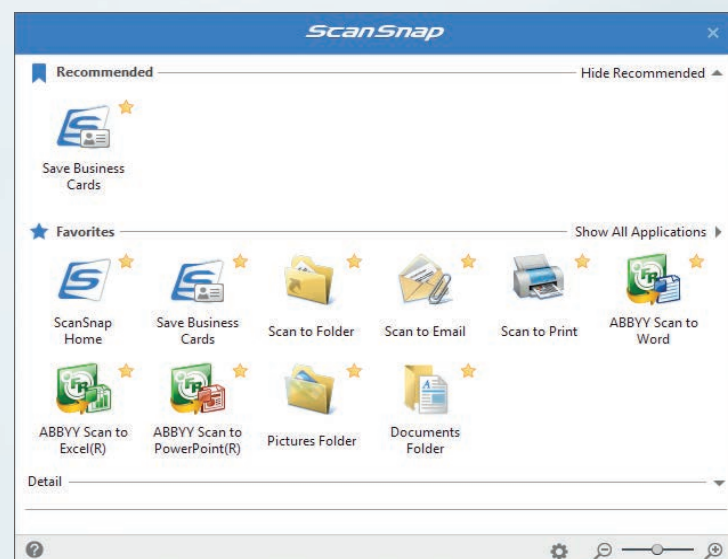 ScanSnap
Recommended
Hide Recommended
Save Business
Cards
Favorites
Show All Applications
ScanSnap
Home
Save Business
Cards
Scan to Folder
Scan to Email
Scan to Print
ABBYY Scan to
Word
ABBYY Scan to
Excel(R)
ABBYY Scan to
PowerPoint(R)
Pictures Folder
Documents
Folder
Detail